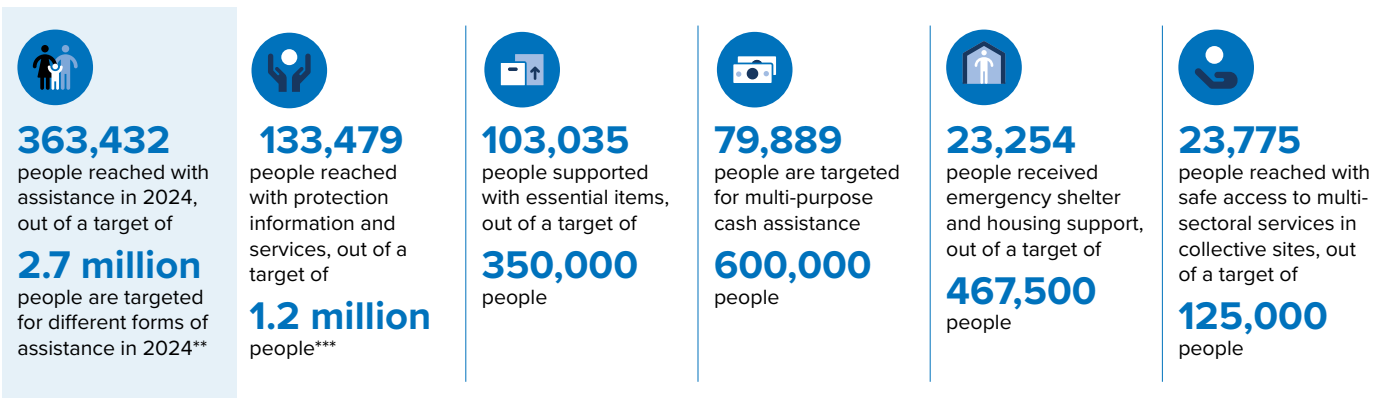 363,432
people reached with
assistance in 2024,
out of a target of
2.7 million
people are targeted
for different forms of
assistance in 2024**
133,479
people reached
with protection
information and
services, out of a
target of
1.2 million
people***
103,035
people supported
with essential items,
out of a target of
350,000
people
79,889
people are targeted
for multi-purpose
cash assistance
600,000
people
23,254
people received
emergency shelter
and housing support,
out of a target of
467,500
people
23,775
people reached with
safe access to multi-
sectoral services in
collective sites, out
of a target of
125,000
people